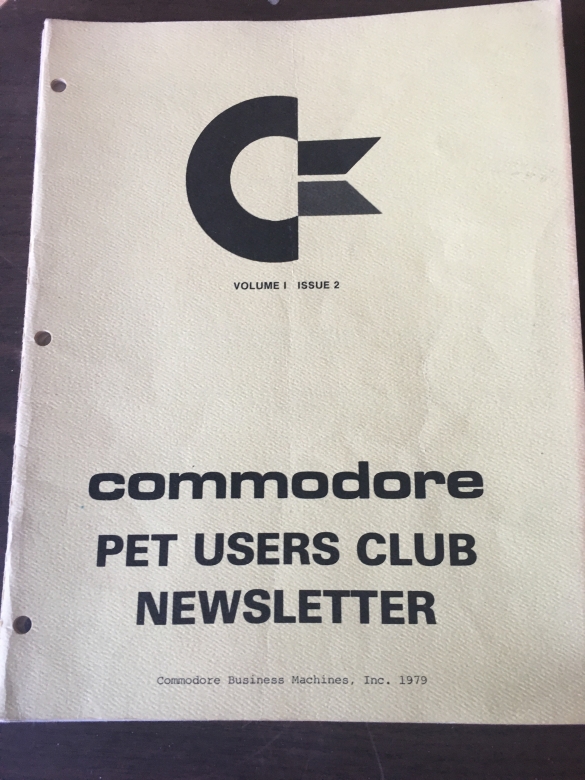 VOLUME I ISSUE 2
commodore
PET USERS CLUB
NEWSLETTER
Commodore Business Machines, Inc. 1979